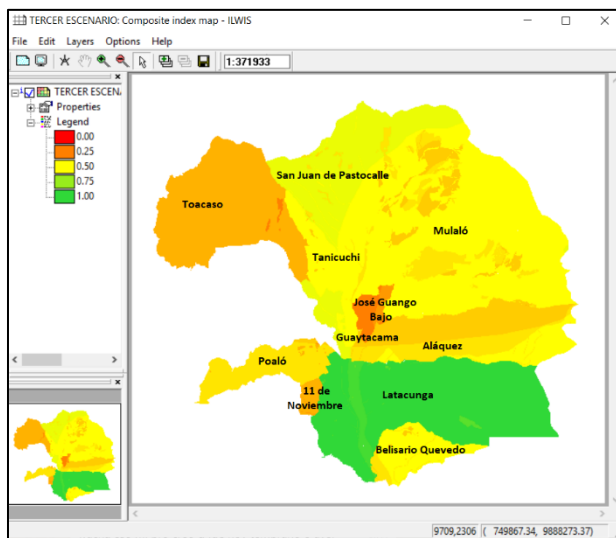 TERCER ESCENARIO: Composite index map - ILWIS
File Edit Layers Options Help
1:371933
1 TERCER ESCEN
Properties
Legend
0.00
0.25
0.50
0.75
1.00
San Juan de Pastocalle
Toacaso
Mulaló
Tanicuchi
José Guango
Bajo
Guaytacama
Aláquez
Poaló
11 de
Noviembre
Latacunga
Belisario Quevedo
9709,2306 ( 749867.34, 9888273.37)